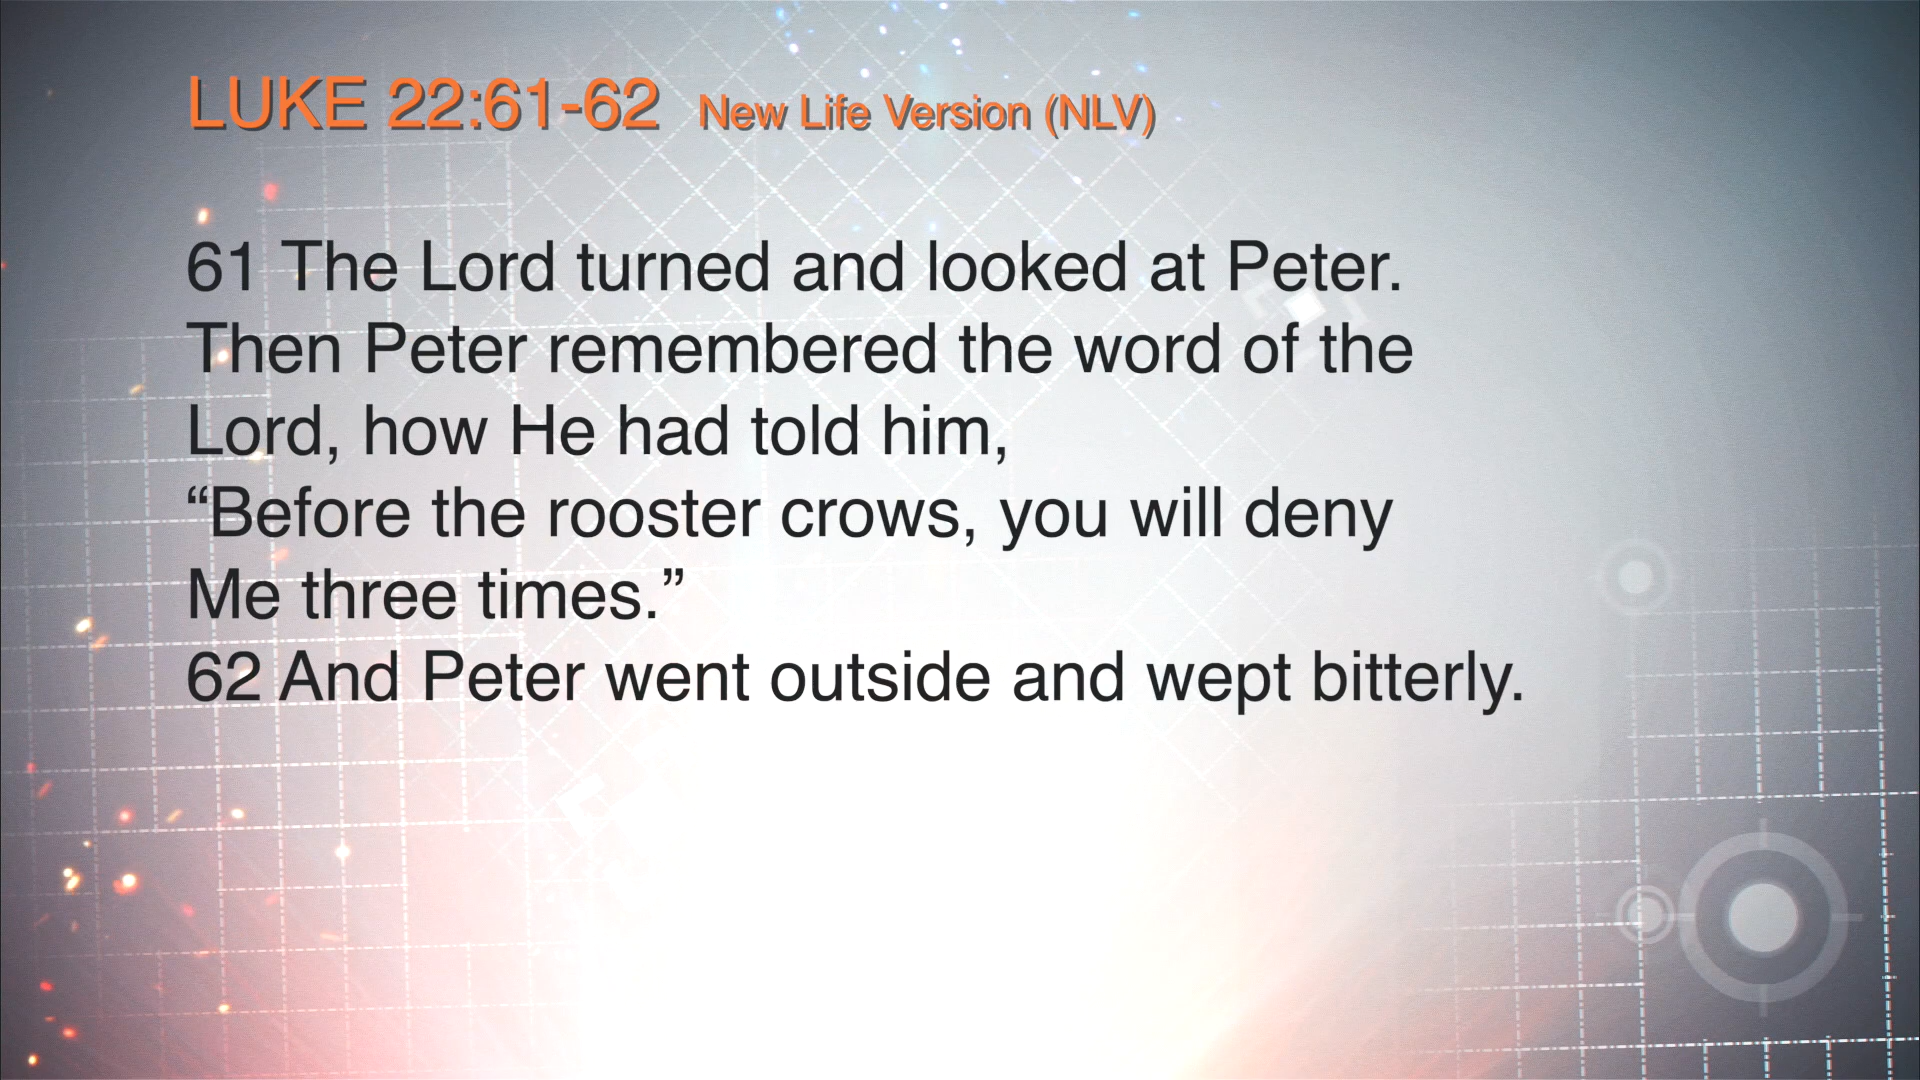 LUKE 22:61-62 New Life Version (NLV)
61 The Lord turned and looked at Peter.
Then Peter remembered the word of the
Lord, how He had told him,
“Before the rooster crows, you will deny
Me three times.”
62 And Peter went outside and wept bitterly.